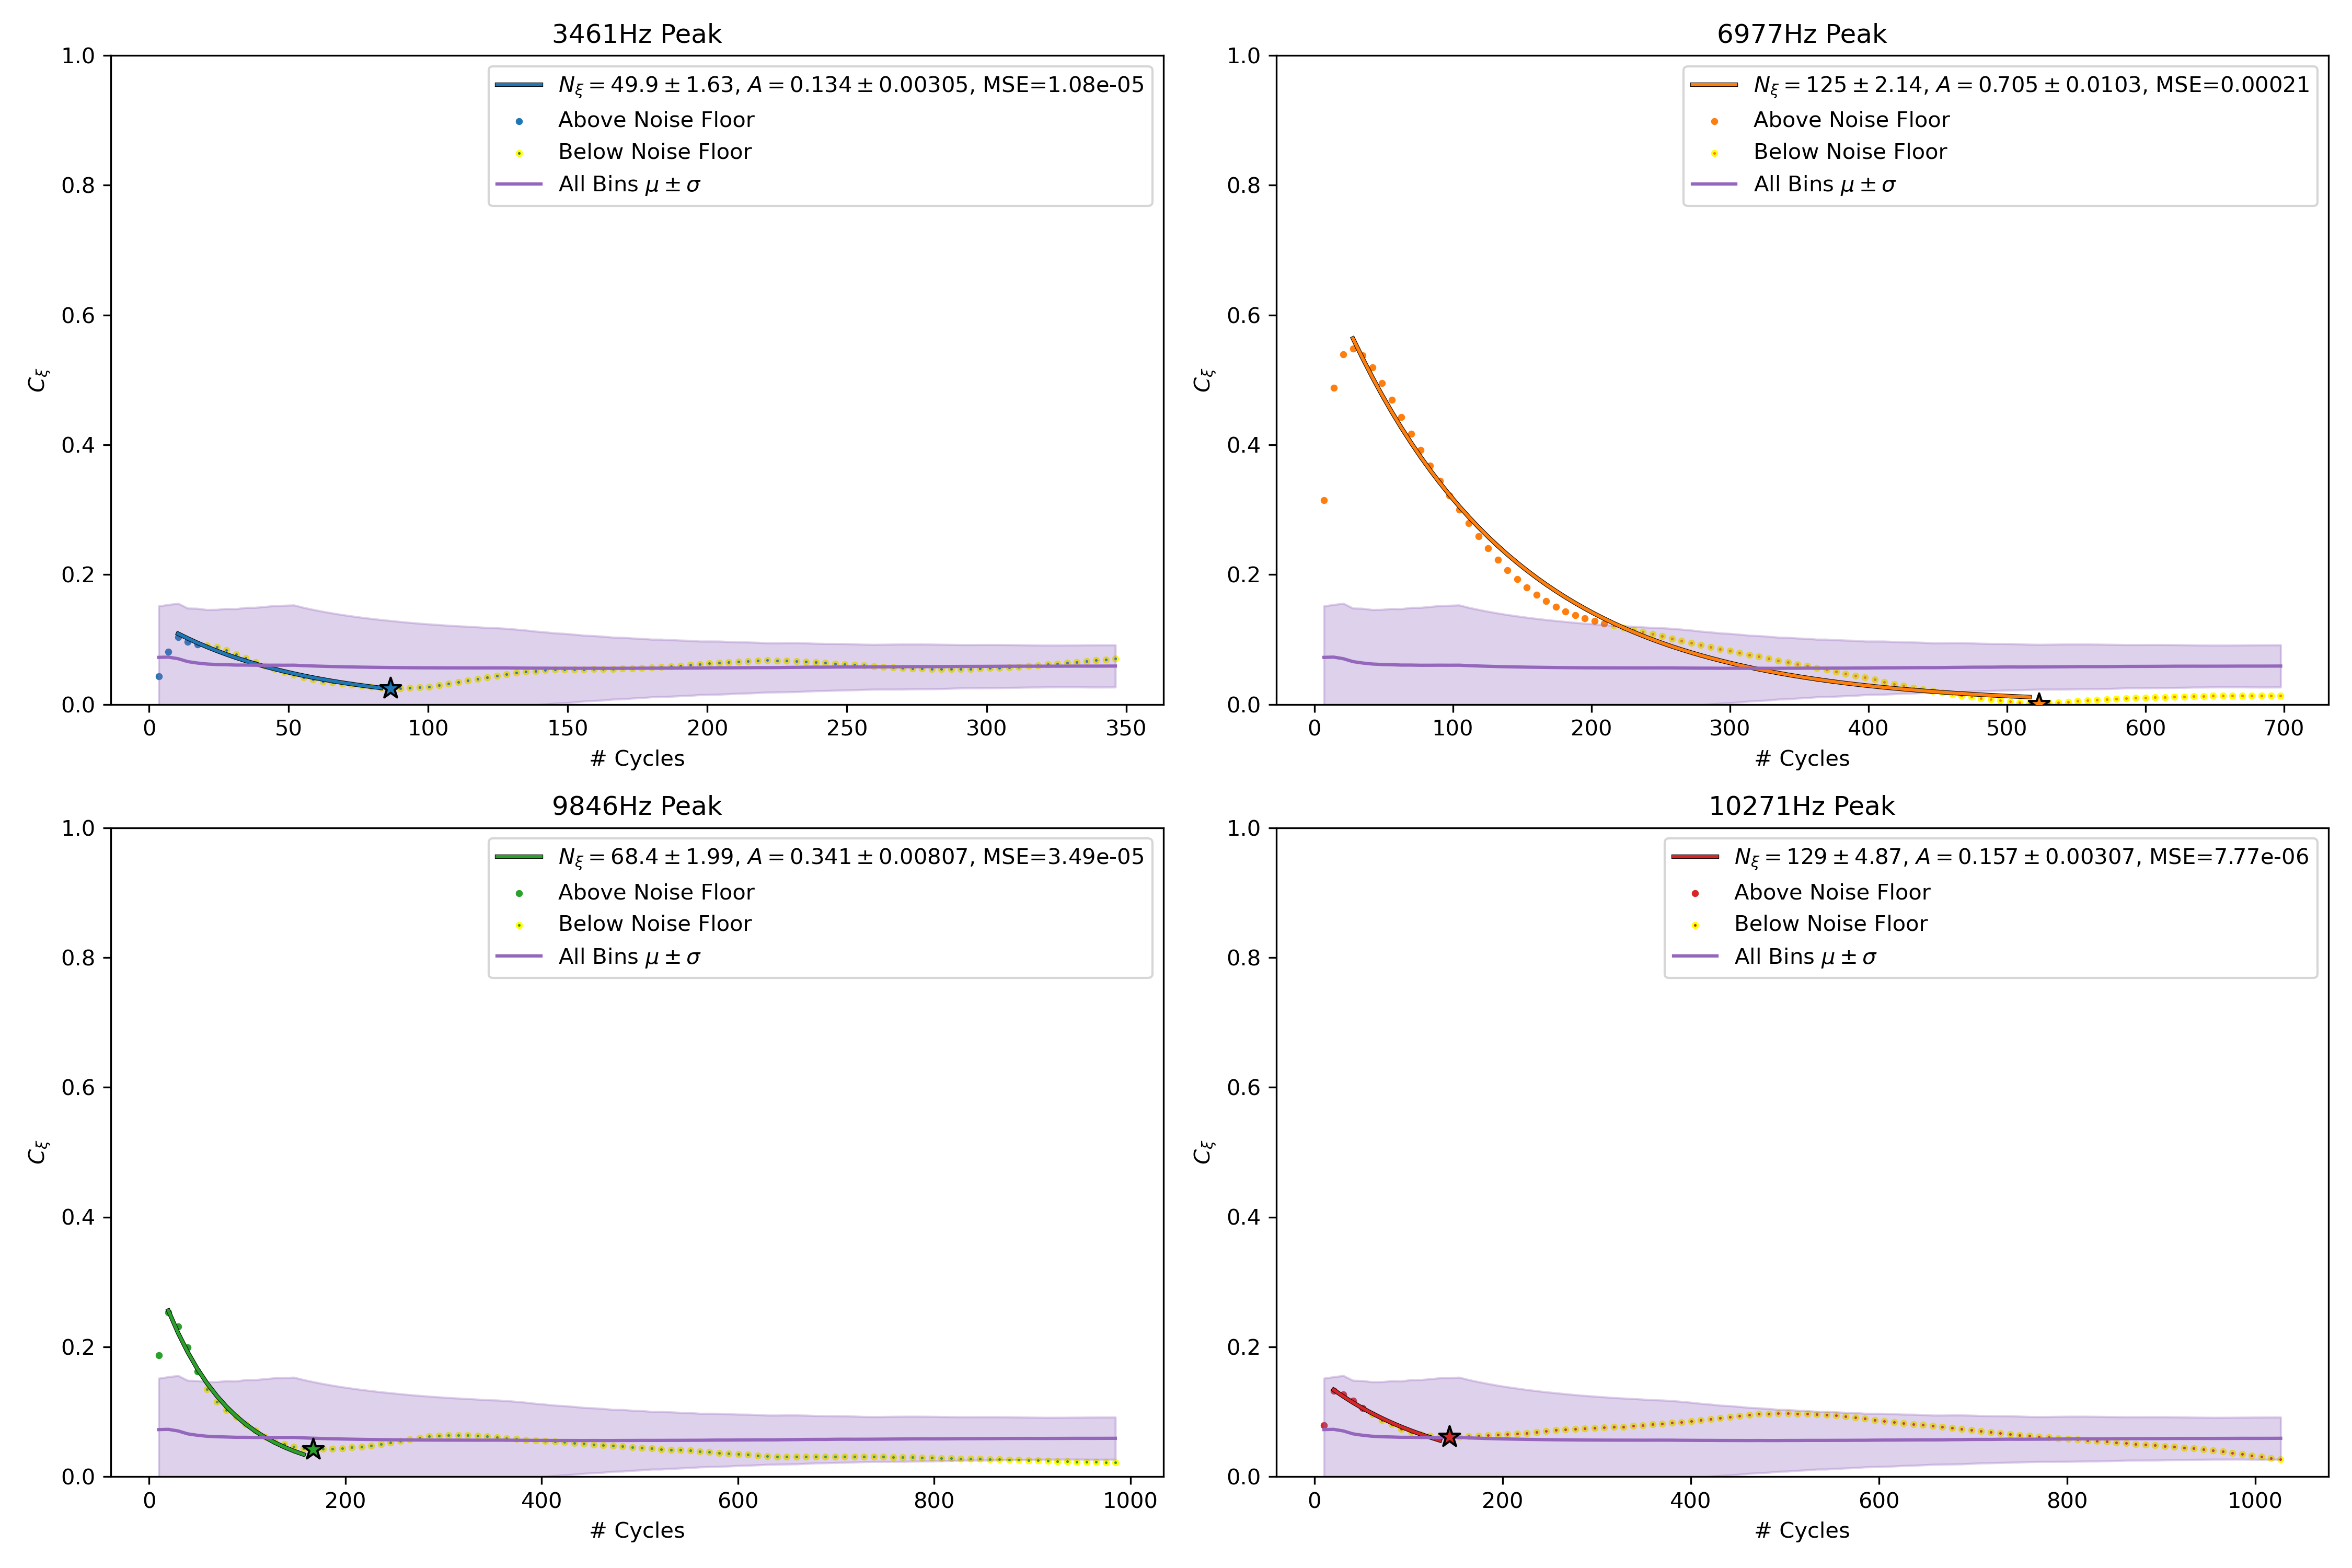 3461Hz Peak
1.0
0.8
0.6
0.4
0.2
0.0
C_ξ
N_ξ = 49.9 ± 1.63, A = 0.134 ± 0.00305, MSE=1.08e-05
Above Noise Floor
Below Noise Floor
All Bins μ ± σ
0 50 100 150 200 250 300 350
# Cycles
6977Hz Peak
1.0
0.8
0.6
0.4
0.2
0.0
C_ξ
N_ξ = 125 ± 2.14, A = 0.705 ± 0.0103, MSE=0.00021
Above Noise Floor
Below Noise Floor
All Bins μ ± σ
0 100 200 300 400 500 600 700
# Cycles
9846Hz Peak
1.0
0.8
0.6
0.4
0.2
0.0
C_ξ
N_ξ = 68.4 ± 1.99, A = 0.341 ± 0.00807, MSE=3.49e-05
Above Noise Floor
Below Noise Floor
All Bins μ ± σ
0 200 400 600 800 1000
# Cycles
10271Hz Peak
1.0
0.8
0.6
0.4
0.2
0.0
C_ξ
N_ξ = 129 ± 4.87, A = 0.157 ± 0.00307, MSE=7.77e-06
Above Noise Floor
Below Noise Floor
All Bins μ ± σ
0 200 400 600 800 1000
# Cycles